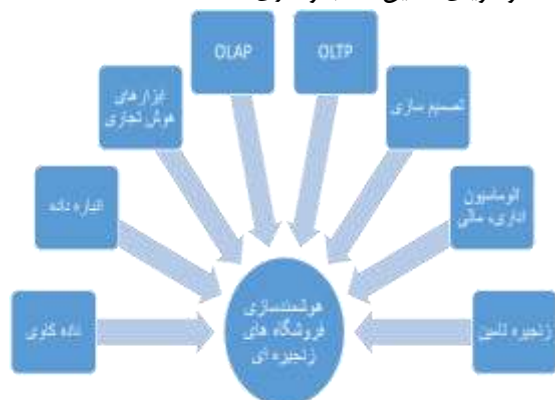 OLAP
OLTP
ابزارهای
هوش تجاری
تصمیم سازی
انباره داده
اتوماسیون
اداری، مالی
داده کاوی
هوشمندسازی
فروشگاه های
زنجیره ای
زنجیره تامین